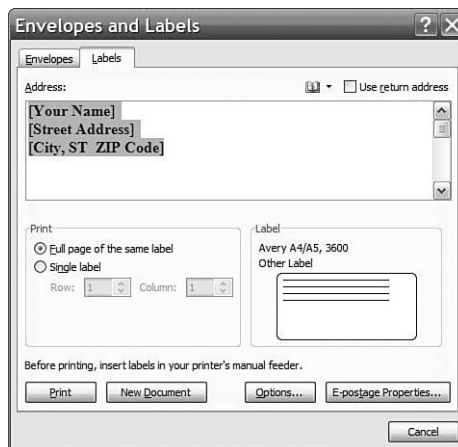 Envelopes and Labels
Envelopes Labels
Address: Use return address
[Your Name]
[Street Address]
[City, ST ZIP Code]
Print
Full page of the same label
Single label
Row: 1 Column: 1
Label
Avery A4/A5, 3600
Other Label
Before printing, insert labels in your printer's manual feeder.
Print New Document Options... E-postage Properties...
Cancel